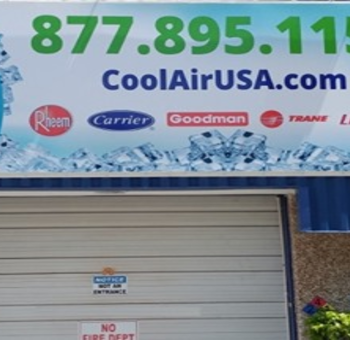 877.895.115
CoolAirUSA.com
Rheem Carrier Goodman TRANE
NOTICE
NOT AN
ENTRANCE
NO
FIRE DEPT